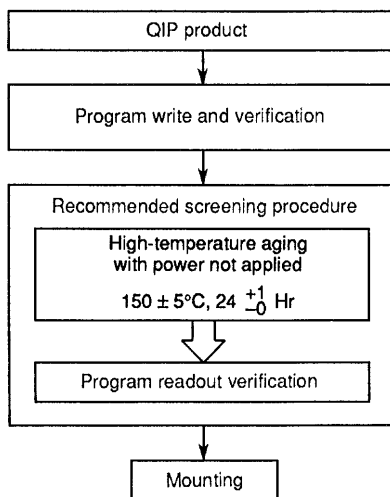 QIP product
Program write and verification
Recommended screening procedure
High-temperature aging
with power not applied
150 ± 5°C, 24 +1 −0 Hr
Program readout verification
Mounting